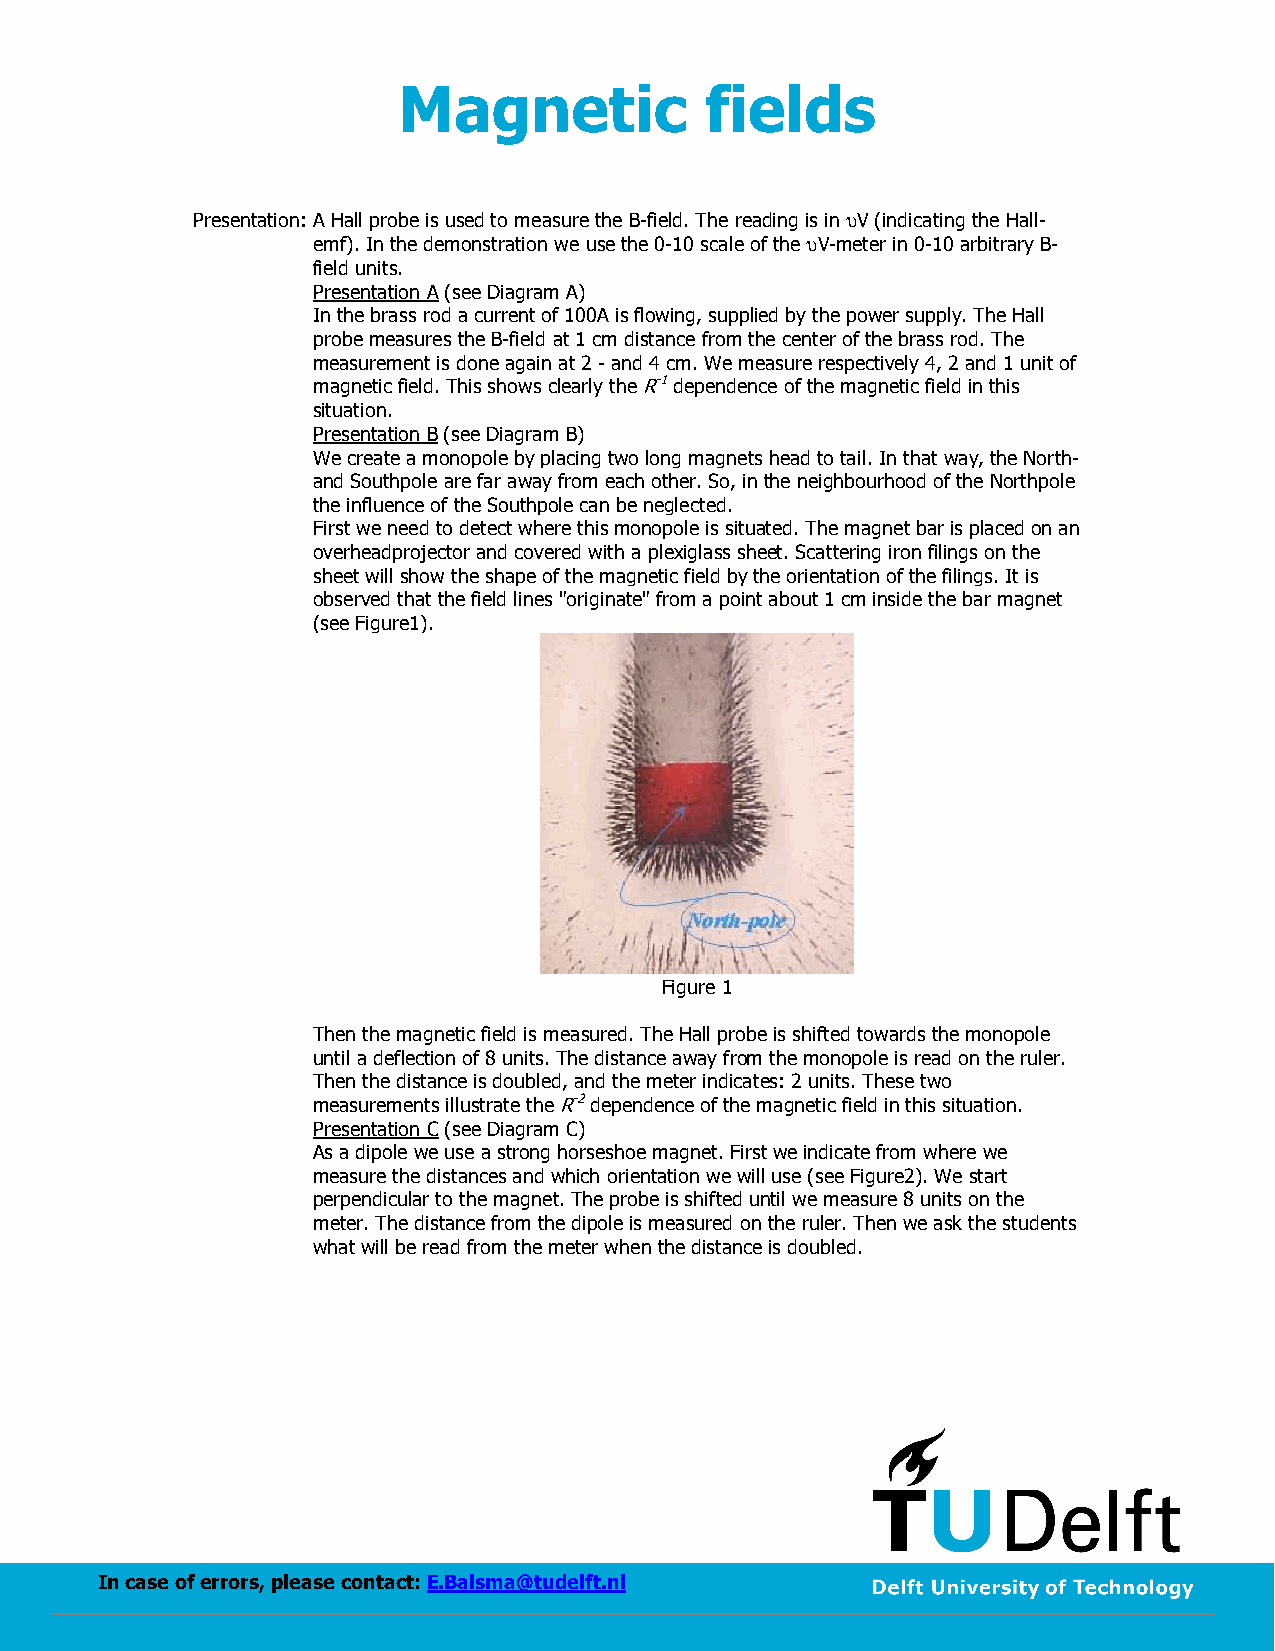 Magnetic fields
Presentation: A Hall probe is used to measure the B-field. The reading is in υV (indicating the Hall-
emf). In the demonstration we use the 0-10 scale of the υV-meter in 0-10 arbitrary B-
field units.
Presentation A (see Diagram A)
In the brass rod a current of 100A is flowing, supplied by the power supply. The Hall
probe measures the B-field at 1 cm distance from the center of the brass rod. The
measurement is done again at 2 - and 4 cm. We measure respectively 4, 2 and 1 unit of
magnetic field. This shows clearly the R⁻¹ dependence of the magnetic field in this
situation.
Presentation B (see Diagram B)
We create a monopole by placing two long magnets head to tail. In that way, the North-
and Southpole are far away from each other. So, in the neighbourhood of the Northpole
the influence of the Southpole can be neglected.
First we need to detect where this monopole is situated. The magnet bar is placed on an
overheadprojector and covered with a plexiglass sheet. Scattering iron filings on the
sheet will show the shape of the magnetic field by the orientation of the filings. It is
observed that the field lines "originate" from a point about 1 cm inside the bar magnet
(see Figure1).
North-pole
Figure 1
Then the magnetic field is measured. The Hall probe is shifted towards the monopole
until a deflection of 8 units. The distance away from the monopole is read on the ruler.
Then the distance is doubled, and the meter indicates: 2 units. These two
measurements illustrate the R⁻² dependence of the magnetic field in this situation.
Presentation C (see Diagram C)
As a dipole we use a strong horseshoe magnet. First we indicate from where we
measure the distances and which orientation we will use (see Figure2). We start
perpendicular to the magnet. The probe is shifted until we measure 8 units on the
meter. The distance from the dipole is measured on the ruler. Then we ask the students
what will be read from the meter when the distance is doubled.
TUDelft
In case of errors, please contact: E.Balsma@tudelft.nl
Delft University of Technology